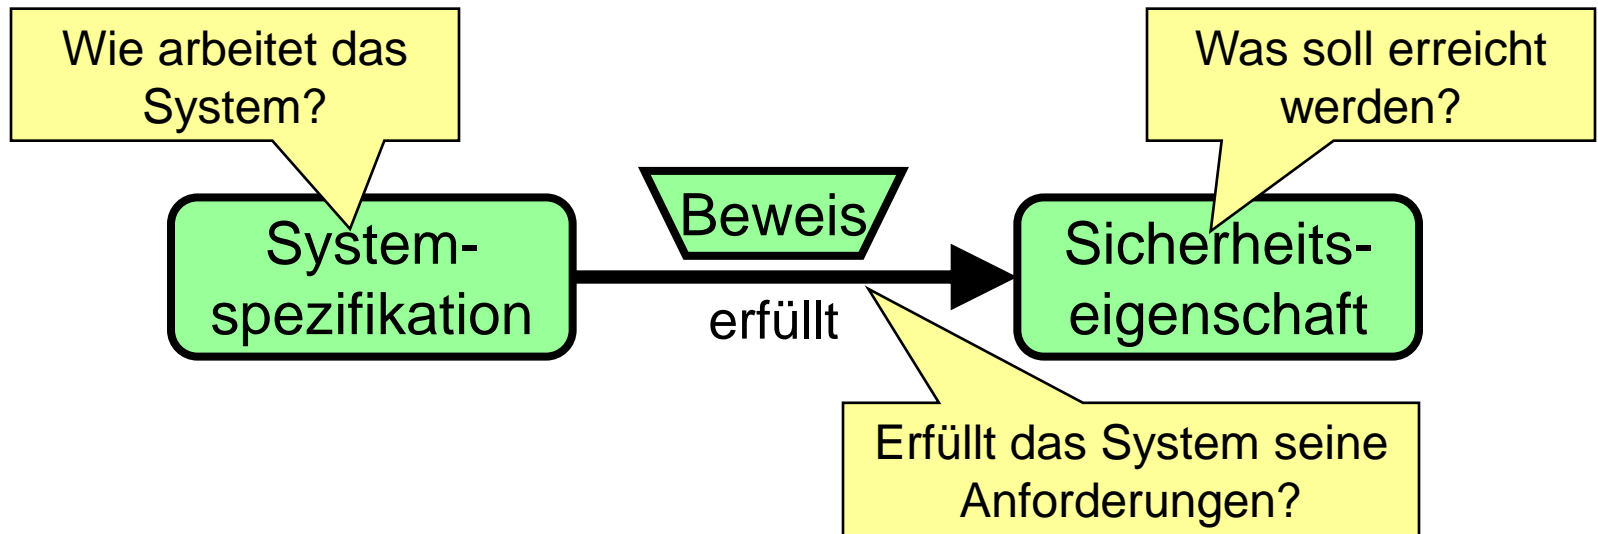 Wie arbeitet das
System?
Was soll erreicht
werden?
System-
spezifikation
Beweis
erfüllt
Sicherheits-
eigenschaft
Erfüllt das System seine
Anforderungen?